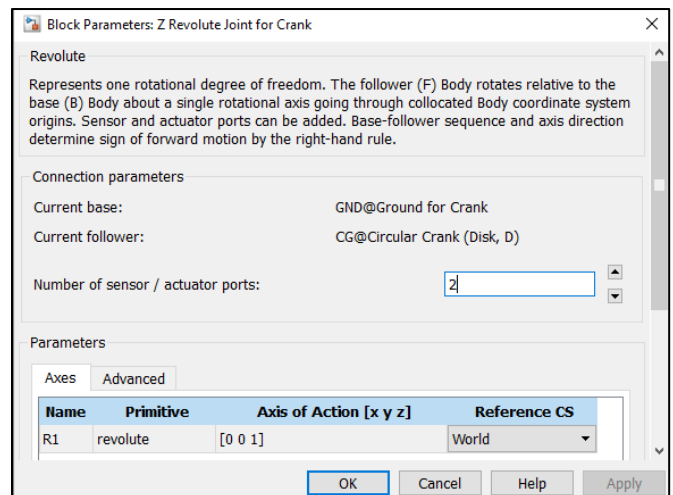 Block Parameters: Z Revolute Joint for Crank
Revolute
Represents one rotational degree of freedom. The follower (F) Body rotates relative to the
base (B) Body about a single rotational axis going through collocated Body coordinate system
origins. Sensor and actuator ports can be added. Base-follower sequence and axis direction
determine sign of forward motion by the right-hand rule.
Connection parameters
Current base: GND@Ground for Crank
Current follower: CG@Circular Crank (Disk, D)
Number of sensor / actuator ports: 2
Parameters
Axes Advanced
Name Primitive Axis of Action [x y z] Reference CS
R1 revolute [0 0 1] World
OK Cancel Help Apply